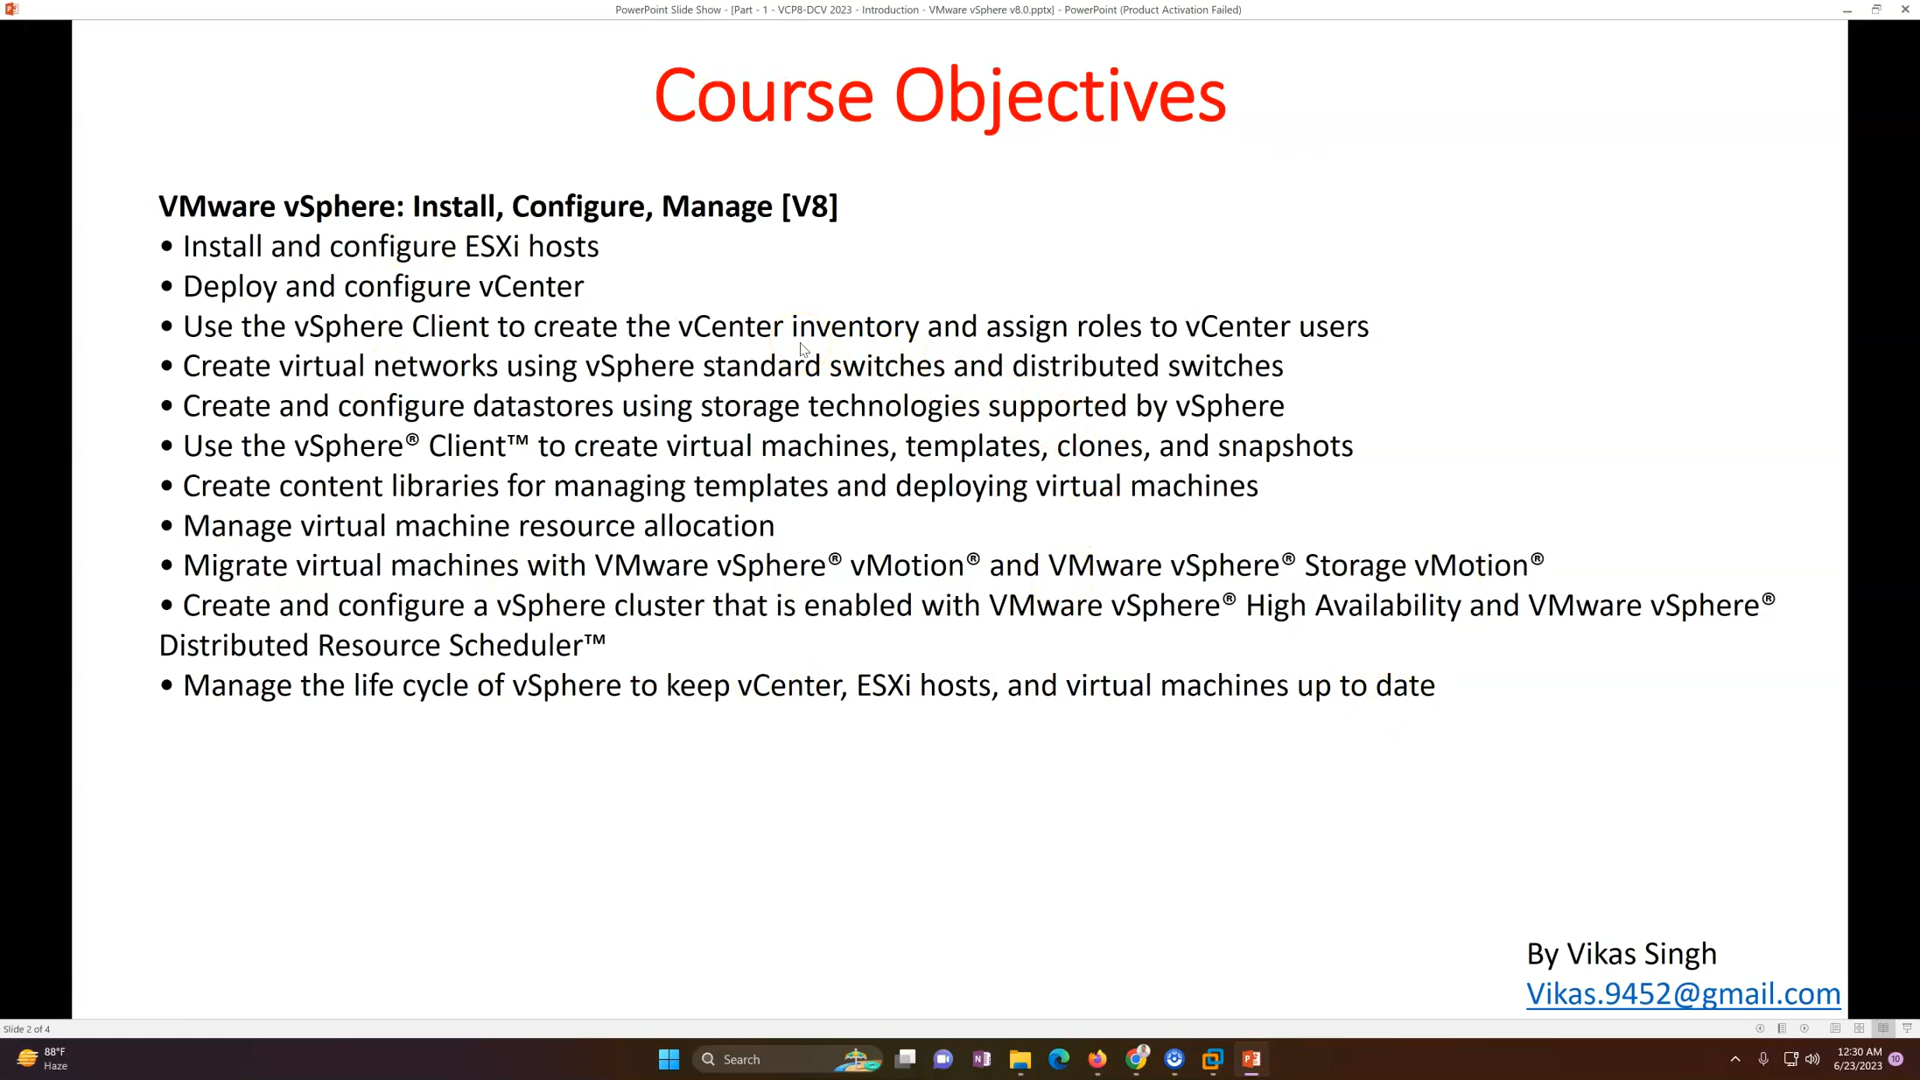 PowerPoint Slide Show - [Part - 1 - VCP8-DCV 2023 - Introduction - VMware vSphere v8.0.pptx] - PowerPoint (Product Activation Failed)
Course Objectives
VMware vSphere: Install, Configure, Manage [V8]
• Install and configure ESXi hosts
• Deploy and configure vCenter
• Use the vSphere Client to create the vCenter inventory and assign roles to vCenter users
• Create virtual networks using vSphere standard switches and distributed switches
• Create and configure datastores using storage technologies supported by vSphere
• Use the vSphere® Client™ to create virtual machines, templates, clones, and snapshots
• Create content libraries for managing templates and deploying virtual machines
• Manage virtual machine resource allocation
• Migrate virtual machines with VMware vSphere® vMotion® and VMware vSphere® Storage vMotion®
• Create and configure a vSphere cluster that is enabled with VMware vSphere® High Availability and VMware vSphere®
Distributed Resource Scheduler™
• Manage the life cycle of vSphere to keep vCenter, ESXi hosts, and virtual machines up to date
By Vikas Singh
Vikas.9452@gmail.com
Slide 2 of 4
88°F
Haze
Search
12:30 AM
6/23/2023
10